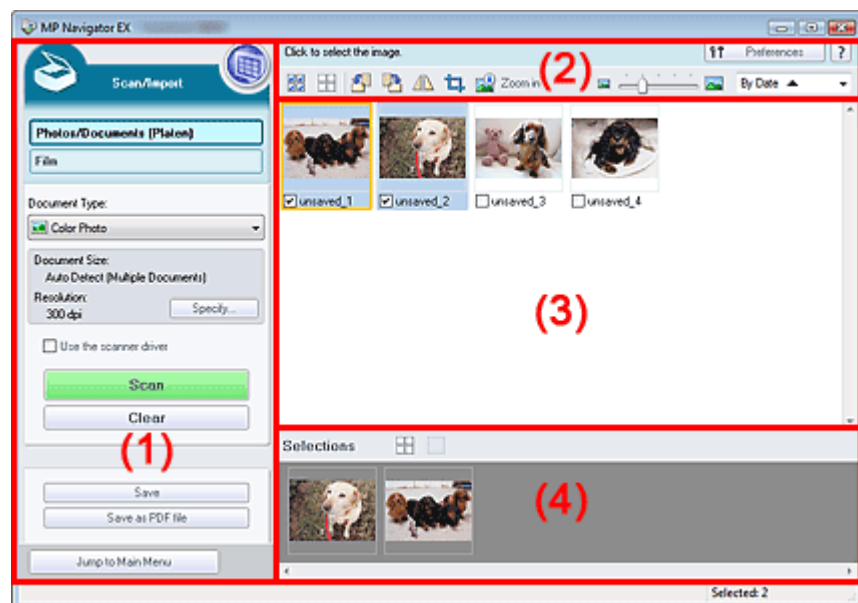 MP Navigator EX
Scan/Import
Photos/Documents (Platen)
Film
Document Type:
Color Photo
Document Size:
Auto Detect (Multiple Documents)
Resolution:
300 dpi
Specify...
Use the scanner driver
Scan
Clear
(1)
Save
Save as PDF file
Jump to Main Menu
Click to select the image.
Preferences
?
Zoom in
(2)
By Date
unsaved_1
unsaved_2
unsaved_3
unsaved_4
(3)
Selections
(4)
Selected: 2